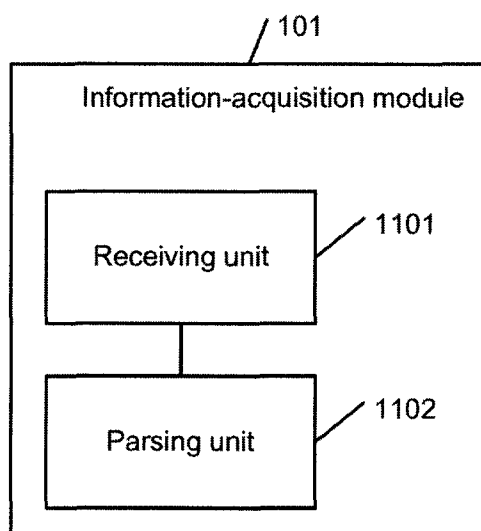 101
Information-acquisition module
1101
Receiving unit
1102
Parsing unit